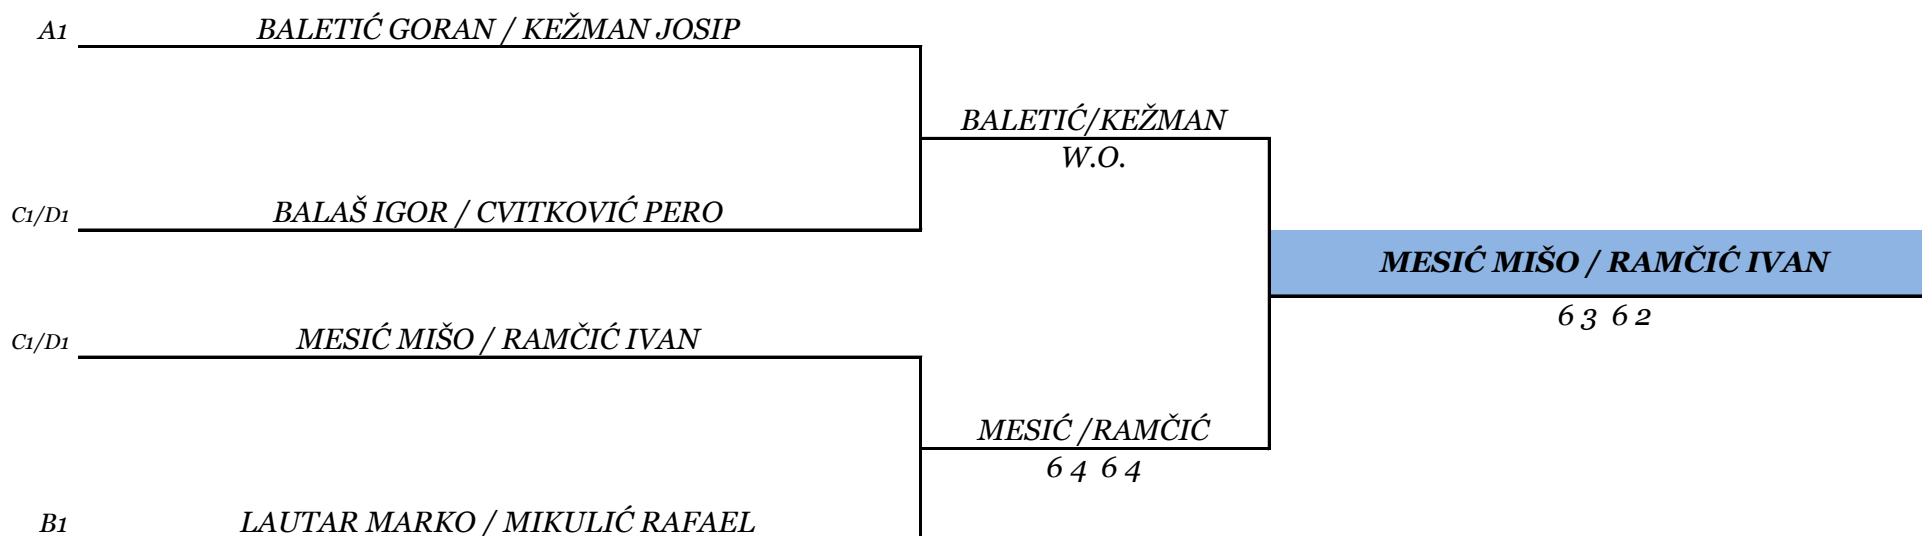 A1 BALETIĆ GORAN / KEŽMAN JOSIP
BALETIĆ/KEŽMAN
W.O.
C1/D1 BALAŠ IGOR / CVITKOVIĆ PERO
MESIĆ MIŠO / RAMČIĆ IVAN
6 3 6 2
C1/D1 MESIĆ MIŠO / RAMČIĆ IVAN
MESIĆ /RAMČIĆ
6 4 6 4
B1 LAUTAR MARKO / MIKULIĆ RAFAEL